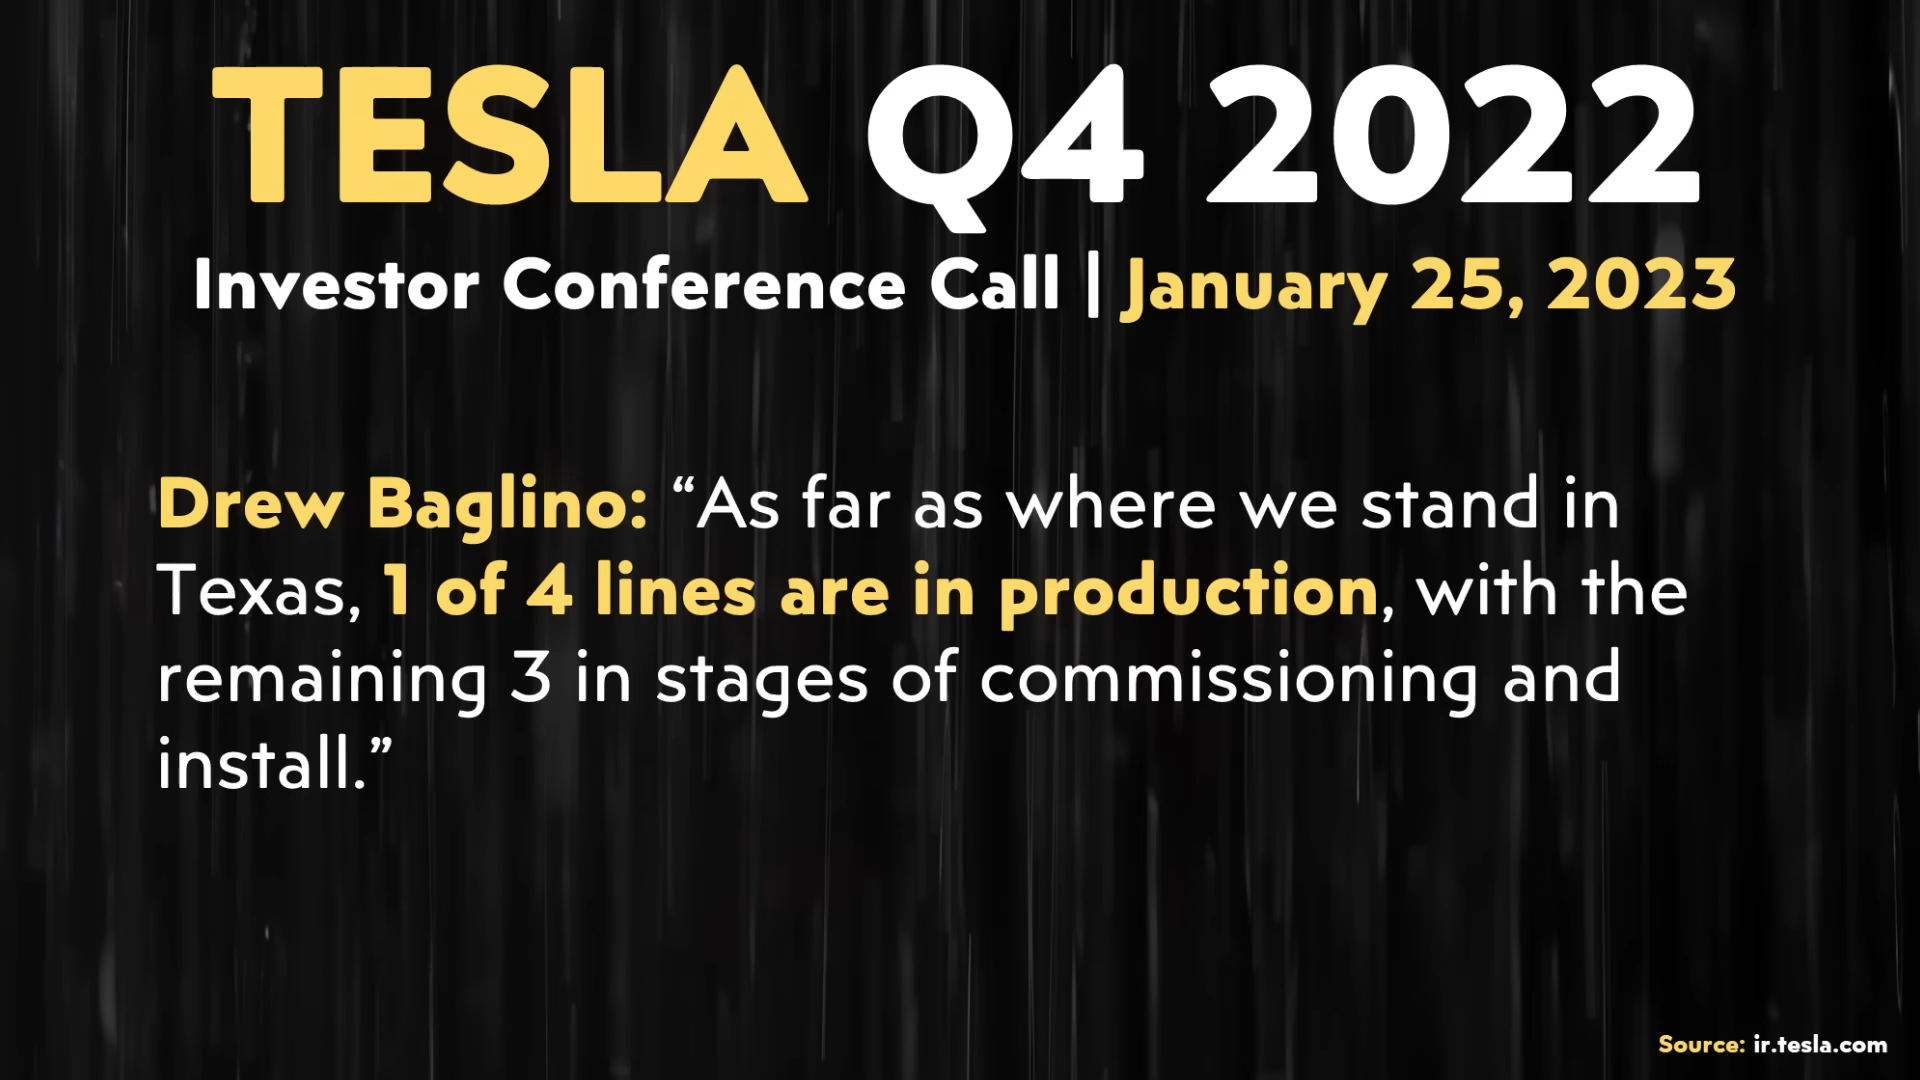 TESLA Q4 2022
Investor Conference Call | January 25, 2023
Drew Baglino: “As far as where we stand in
Texas, 1 of 4 lines are in production, with the
remaining 3 in stages of commissioning and
install.”
Source: ir.tesla.com